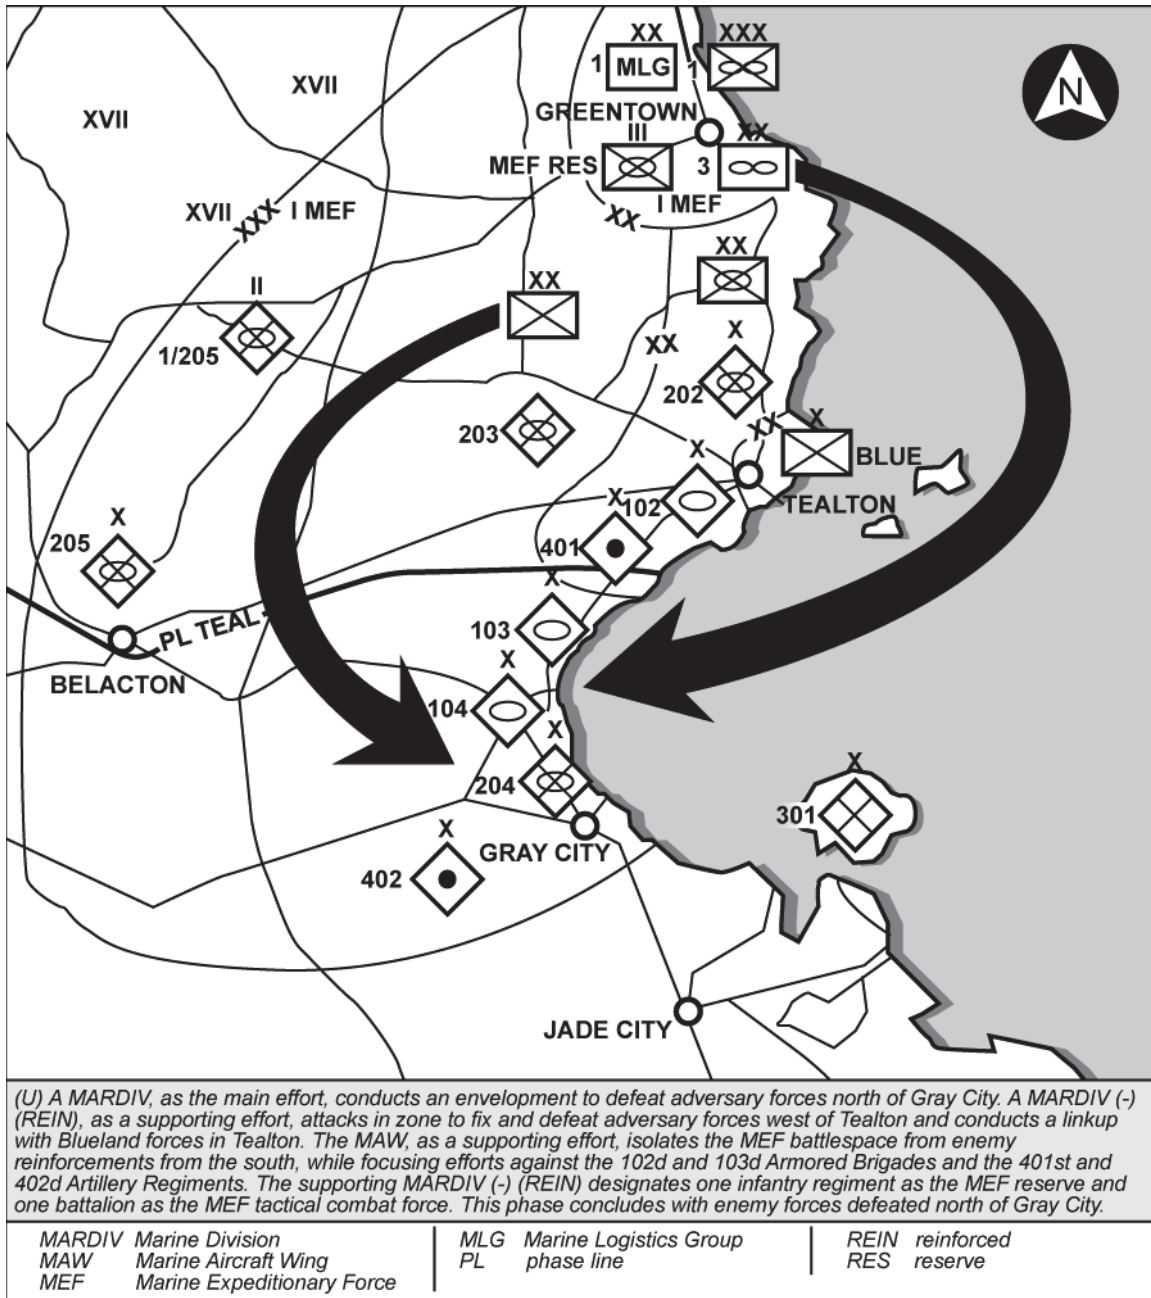 XX
XXX
1
MLG
1
N
XVII
XVII
GREENTOWN
III
XX
MEF RES
3
I MEF
XVII
XXX
I MEF
XX
XX
II
XX
1/205
XX
X
202
203
XX
X
BLUE
X
102
TEALTON
X
401
X
205
X
103
PL TEAL
BELACTON
X
104
X
204
X
301
GRAY CITY
X
402
JADE CITY
(U) A MARDIV, as the main effort, conducts an envelopment to defeat adversary forces north of Gray City. A MARDIV (-)
(REIN), as a supporting effort, attacks in zone to fix and defeat adversary forces west of Tealton and conducts a linkup
with Blueland forces in Tealton. The MAW, as a supporting effort, isolates the MEF battlespace from enemy
reinforcements from the south, while focusing efforts against the 102d and 103d Armored Brigades and the 401st and
402d Artillery Regiments. The supporting MARDIV (-) (REIN) designates one infantry regiment as the MEF reserve and
one battalion as the MEF tactical combat force. This phase concludes with enemy forces defeated north of Gray City.
MARDIV Marine Division
MAW Marine Aircraft Wing
MEF Marine Expeditionary Force
MLG Marine Logistics Group
PL phase line
REIN reinforced
RES reserve